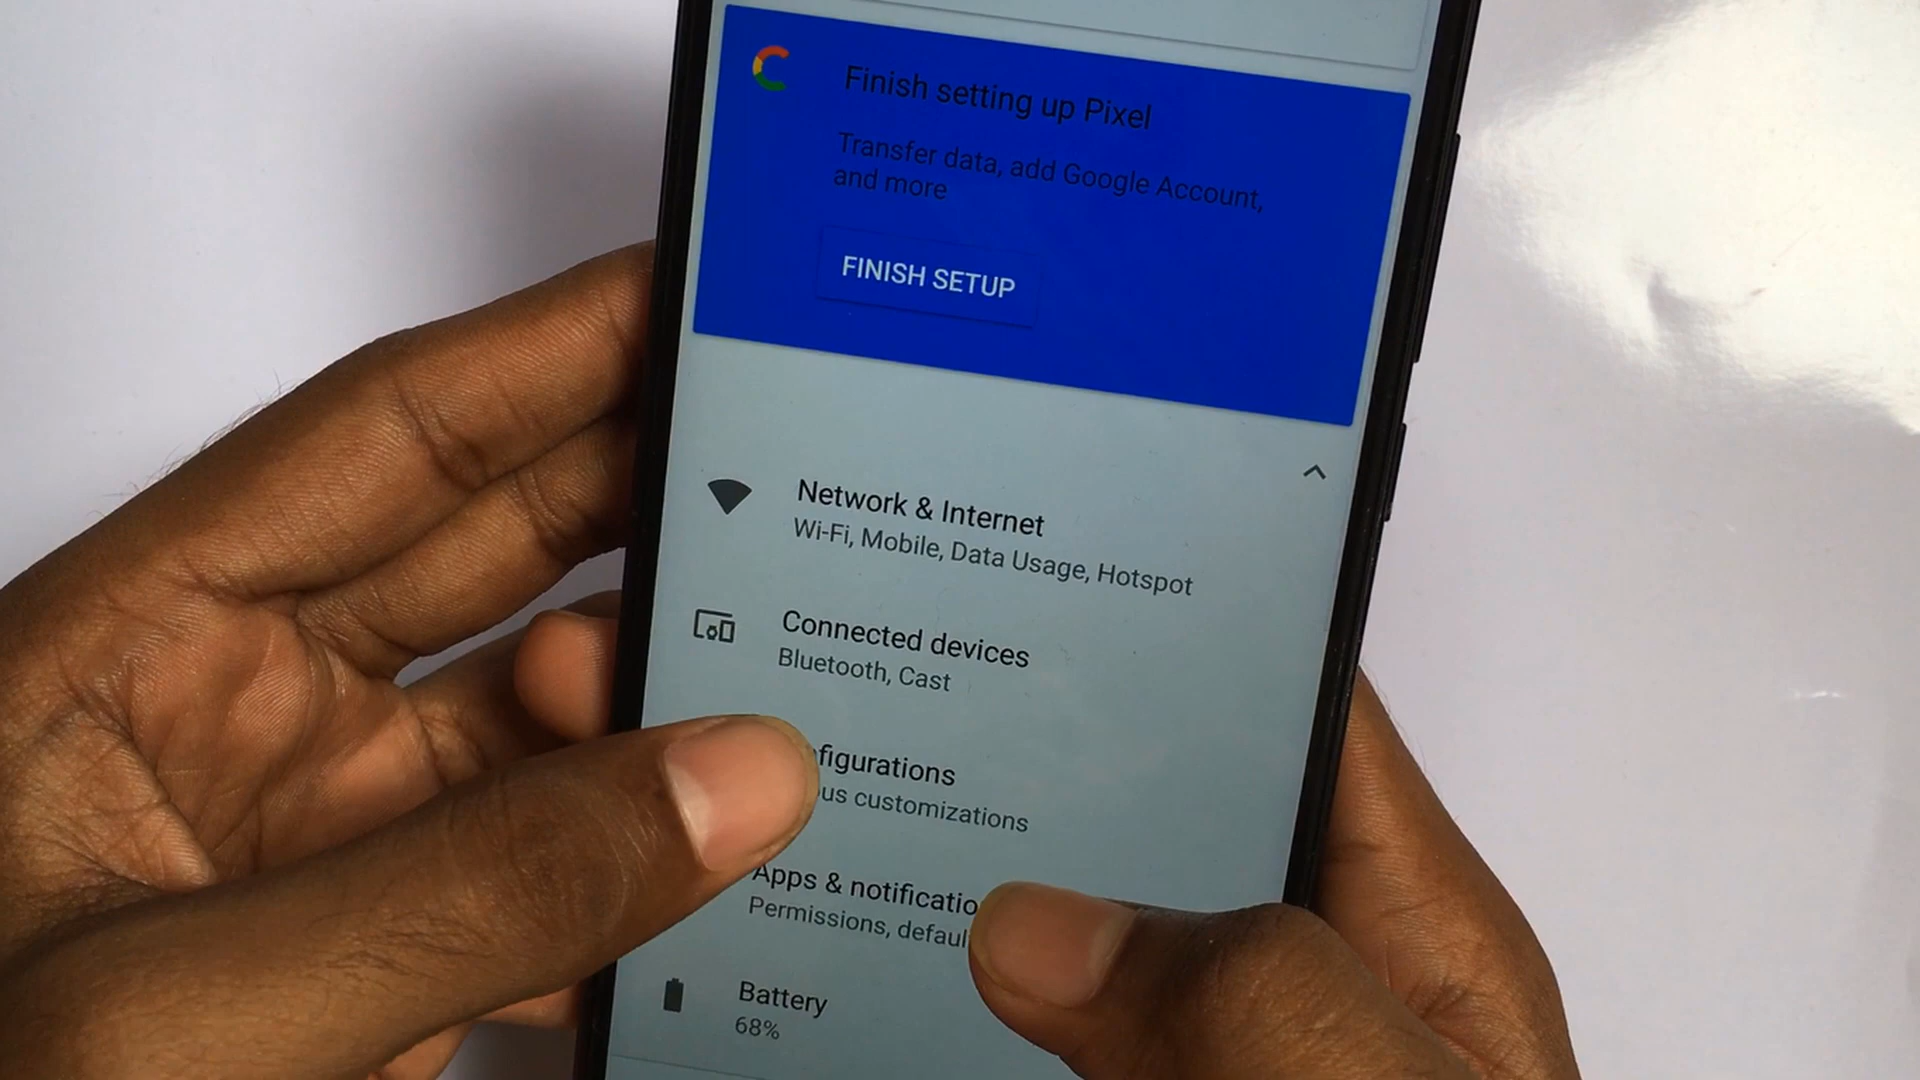 Finish setting up Pixel
Transfer data, add Google Account,
and more
FINISH SETUP
Network & Internet
Wi-Fi, Mobile, Data Usage, Hotspot
Connected devices
Bluetooth, Cast
figurations
us customizations
Apps & notificatio
Permissions, defaul
Battery
68%